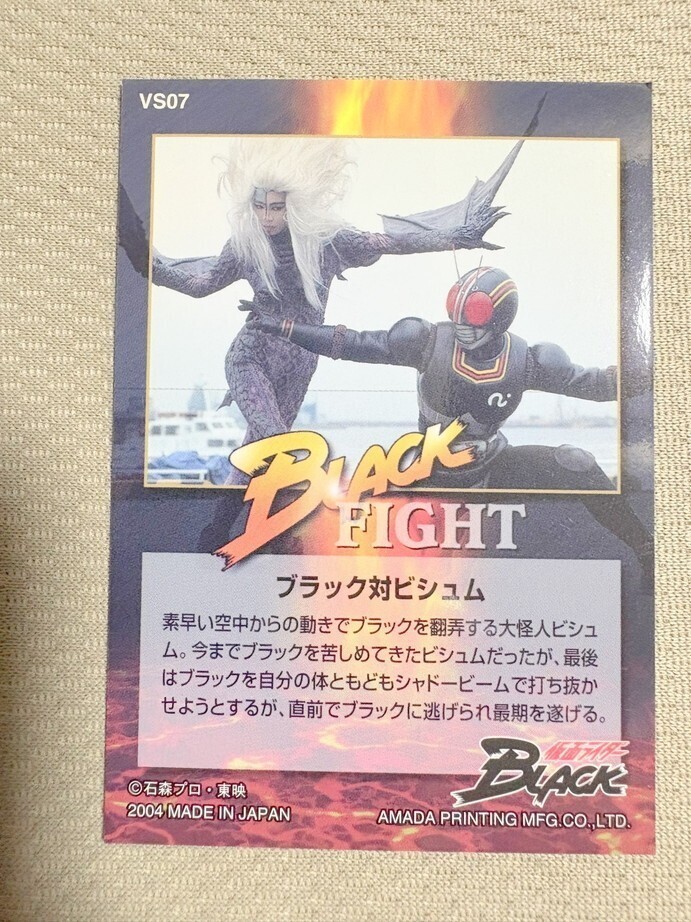 VS07
BLACK
FIGHT
ブラック対ビシュム
素早い空中からの動きでブラックを翻弄する大怪人ビシュ
ム。今までブラックを苦しめてきたビシュムだったが、最後
はブラックを自分の体ともどもシャドービームで打ち抜か
せようとするが、直前でブラックに逃げられ最期を遂げる。
仮面ライダー
BLACK
©石森プロ・東映
2004 MADE IN JAPAN
AMADA PRINTING MFG.CO.,LTD.